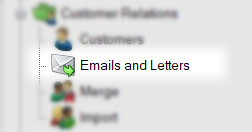 Customer Relations
Customers
Emails and Letters
Merge
Import